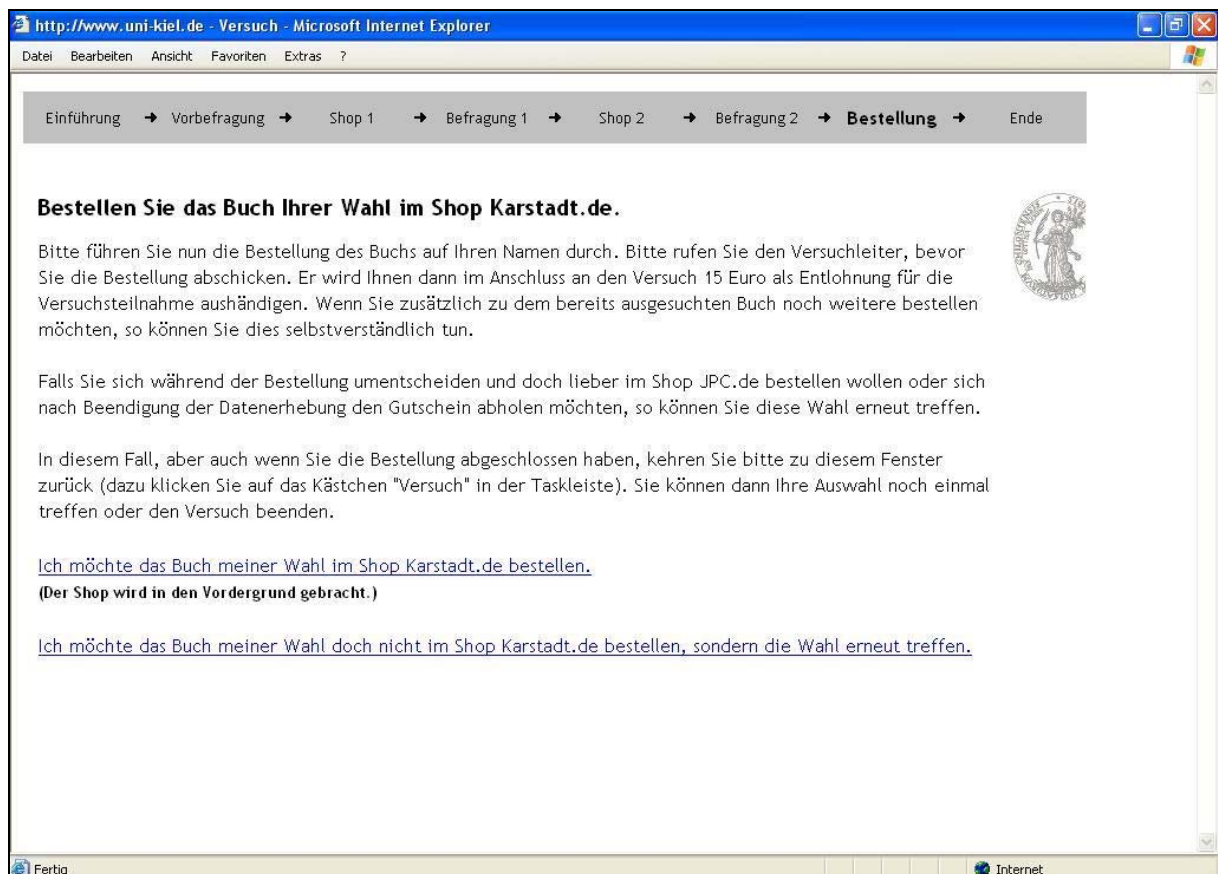 http://www.uni-kiel.de - Versuch - Microsoft Internet Explorer
Datei Bearbeiten Ansicht Favoriten Extras ?
Einführung → Vorbefragung → Shop 1 → Befragung 1 → Shop 2 → Befragung 2 → Bestellung → Ende
Bestellen Sie das Buch Ihrer Wahl im Shop Karstadt.de.
Bitte führen Sie nun die Bestellung des Buchs auf Ihren Namen durch. Bitte rufen Sie den Versuchleiter, bevor
Sie die Bestellung abschicken. Er wird Ihnen dann im Anschluss an den Versuch 15 Euro als Entlohnung für die
Versuchsteilnahme aushändigen. Wenn Sie zusätzlich zu dem bereits ausgesuchten Buch noch weitere bestellen
möchten, so können Sie dies selbstverständlich tun.
Falls Sie sich während der Bestellung umentscheiden und doch lieber im Shop JPC.de bestellen wollen oder sich
nach Beendigung der Datenerhebung den Gutschein abholen möchten, so können Sie diese Wahl erneut treffen.
In diesem Fall, aber auch wenn Sie die Bestellung abgeschlossen haben, kehren Sie bitte zu diesem Fenster
zurück (dazu klicken Sie auf das Kästchen "Versuch" in der Taskleiste). Sie können dann Ihre Auswahl noch einmal
treffen oder den Versuch beenden.
Ich möchte das Buch meiner Wahl im Shop Karstadt.de bestellen.
(Der Shop wird in den Vordergrund gebracht.)
Ich möchte das Buch meiner Wahl doch nicht im Shop Karstadt.de bestellen, sondern die Wahl erneut treffen.
Fertig Internet